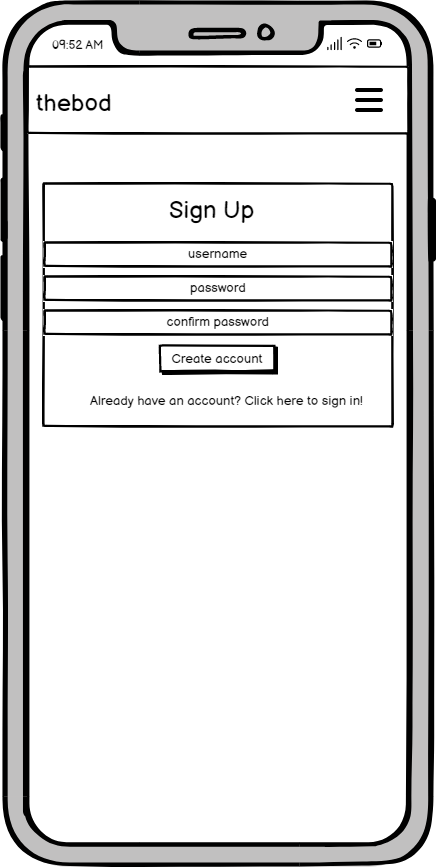 09:52 AM
thebod
Sign Up
username
password
confirm password
Create account
Already have an account? Click here to sign in!